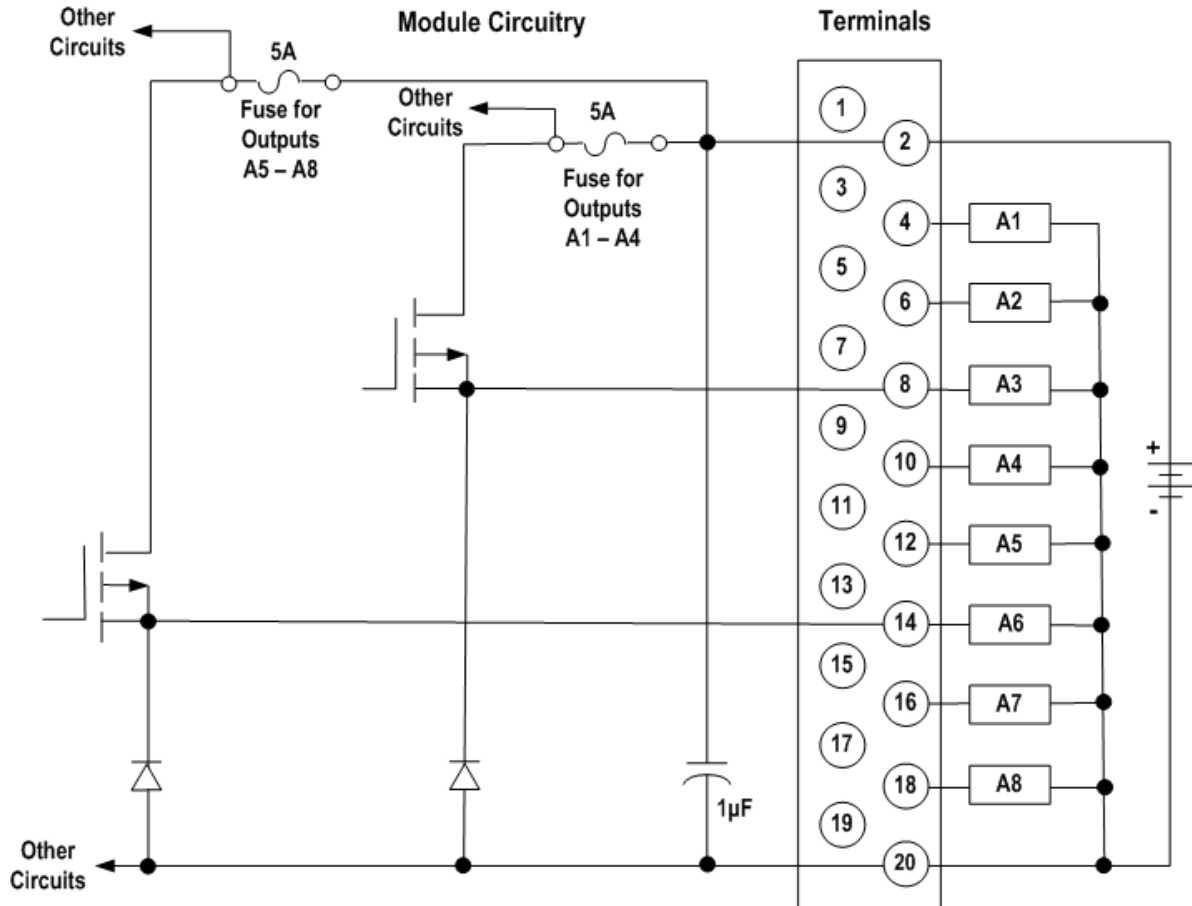 Other
Circuits
Module Circuitry
Terminals
5A
Fuse for
Outputs
A5 – A8
Other
Circuits
5A
Fuse for
Outputs
A1 – A4
1
2
3
4
A1
5
6
A2
7
8
A3
9
10
A4
+
-
11
12
A5
13
14
A6
15
16
A7
17
18
A8
1µF
19
20
Other
Circuits